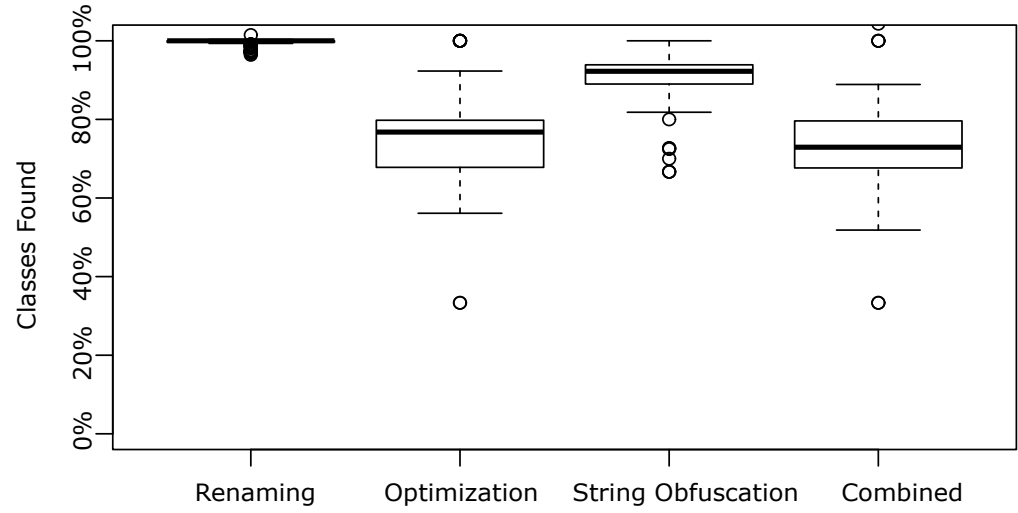 Classes Found
100%
80%
60%
40%
20%
0%
Renaming
Optimization
String Obfuscation
Combined